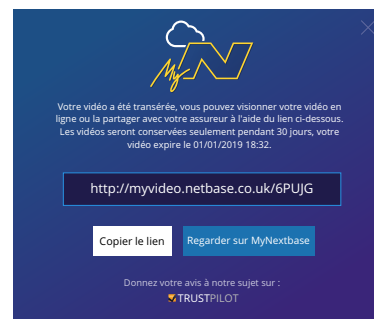 My N
Votre vidéo a été transérée, vous pouvez visionner votre vidéo en
ligne ou la partager avec votre assureur à l'aide du lien ci-dessous.
Les vidéos seront conservées seulement pendant 30 jours, votre
vidéo expire le 01/01/2019 18:32.
http://myvideo.netbase.co.uk/6PUJG
Copier le lien Regarder sur MyNextbase
Donnez votre avis à notre sujet sur :
TRUSTPILOT